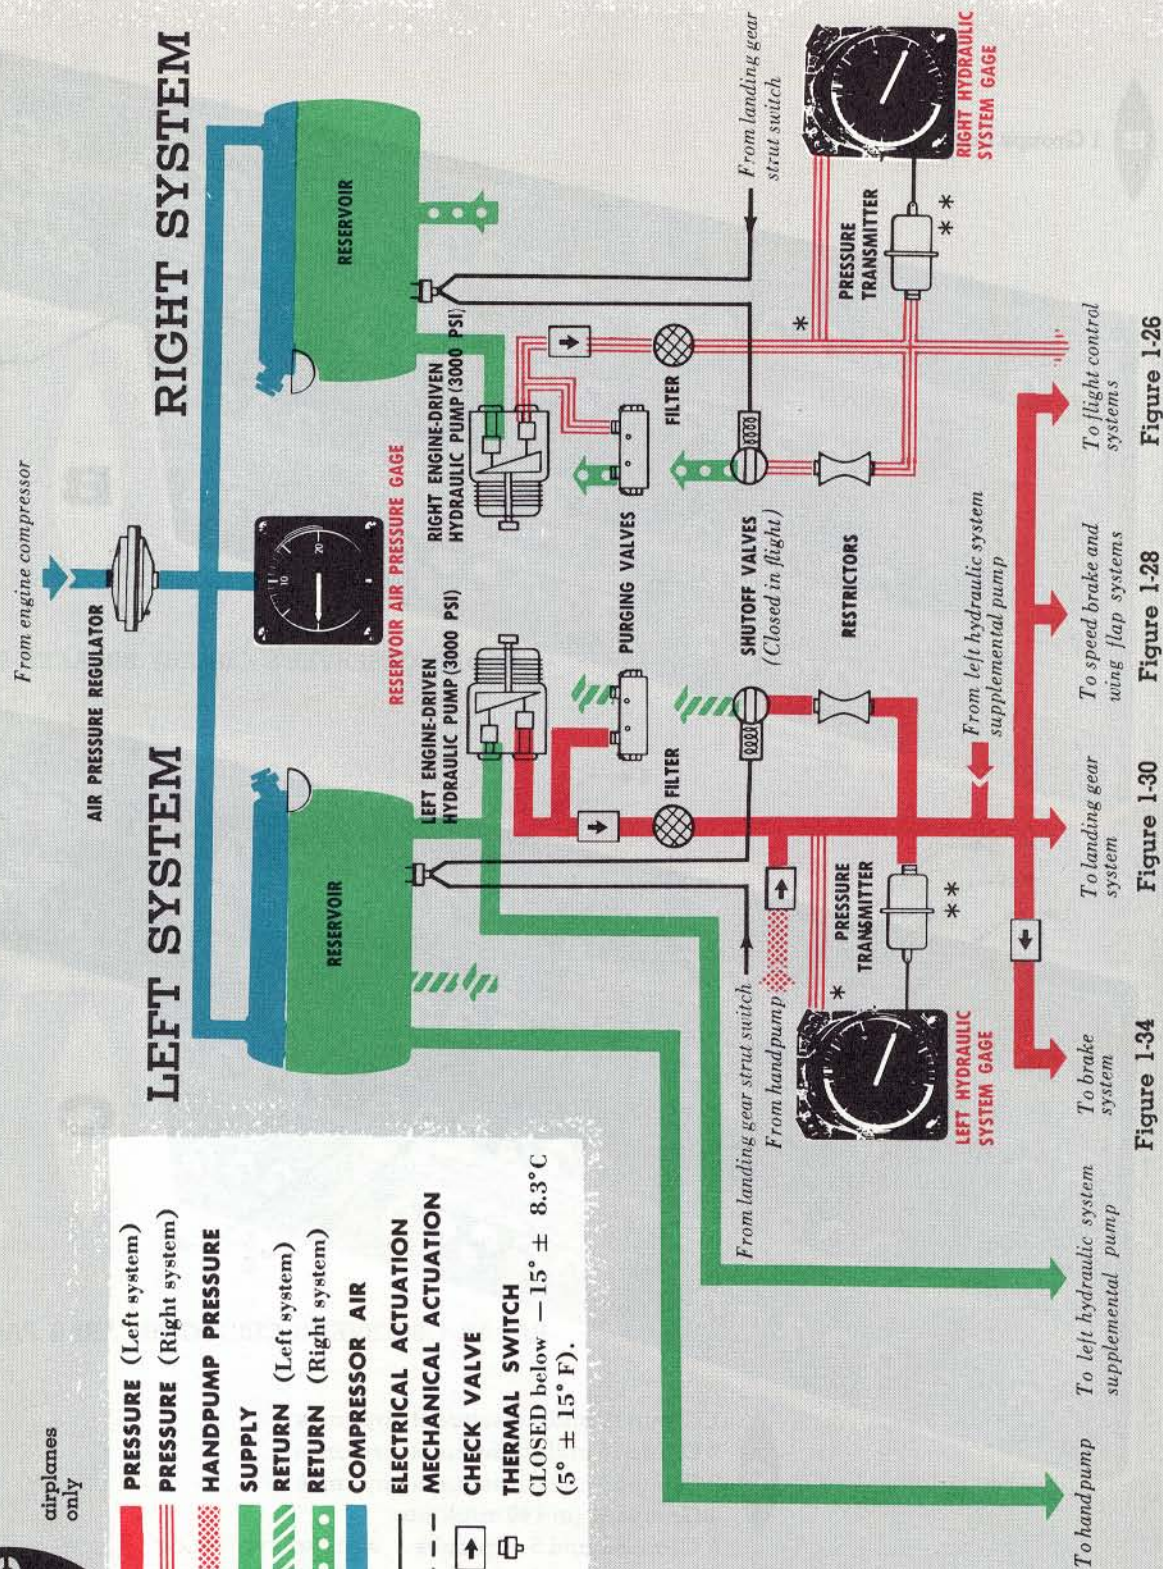 airplanes
only
PRESSURE (Left system)
PRESSURE (Right system)
HANDPUMP PRESSURE
SUPPLY
RETURN (Left system)
RETURN (Right system)
COMPRESSOR AIR
ELECTRICAL ACTUATION
MECHANICAL ACTUATION
CHECK VALVE
THERMAL SWITCH
CLOSED below — 15° ± 8.3°C
(5° ± 15° F).
LEFT SYSTEM
RIGHT SYSTEM
From engine compressor
AIR PRESSURE REGULATOR
10
20
RESERVOIR AIR PRESSURE GAGE
RESERVOIR
RESERVOIR
LEFT ENGINE-DRIVEN
HYDRAULIC PUMP (3000 PSI)
RIGHT ENGINE-DRIVEN
HYDRAULIC PUMP (3000 PSI)
PURGING VALVES
FILTER
FILTER
SHUTOFF VALVES
(Closed in flight)
RESTRICTORS
From landing gear
strut switch
From landing gear strut switch
From handpump
PRESSURE
TRANSMITTER
*
**
PRESSURE
TRANSMITTER
*
**
LEFT HYDRAULIC
SYSTEM GAGE
RIGHT HYDRAULIC
SYSTEM GAGE
From left hydraulic system
supplemental pump
To handpump
To left hydraulic system
supplemental pump
To brake
system
To landing gear
system
To speed brake and
wing flap systems
To flight control
systems
Figure 1-34
Figure 1-30
Figure 1-28
Figure 1-26